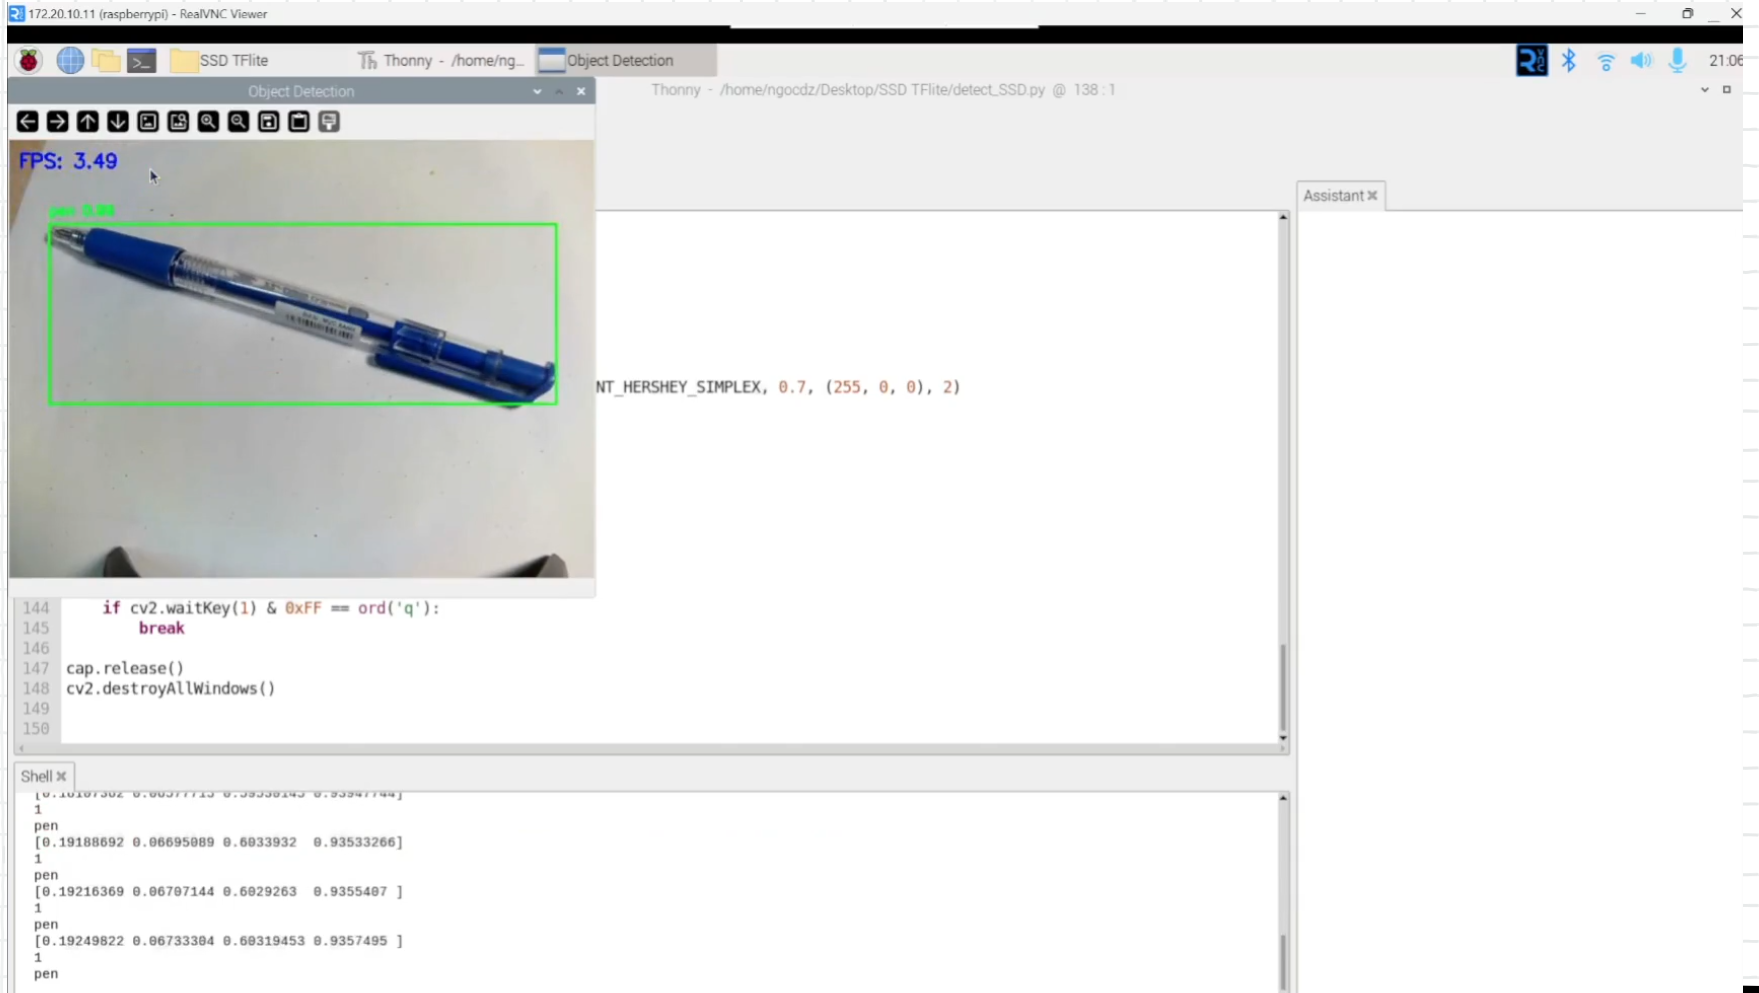 172.20.10.11 (raspberrypi) - RealVNC Viewer
SSD TFlite
Thonny - /home/ng...
Object Detection
21:06
Object Detection
Thonny - /home/ngocdz/Desktop/SSD TFlite/detect_SSD.py @ 138 : 1
FPS: 3.49
pen
Assistant
NT_HERSHEY_SIMPLEX, 0.7, (255, 0, 0), 2)
144 if cv2.waitKey(1) & 0xFF == ord('q'):
145 break
146
147 cap.release()
148 cv2.destroyAllWindows()
149
150
Shell
1
pen
[0.19188692 0.06695089 0.6033932 0.93533266]
1
pen
[0.19216369 0.06707144 0.6029263 0.9355407 ]
1
pen
[0.19249822 0.06733304 0.60319453 0.9357495 ]
1
pen